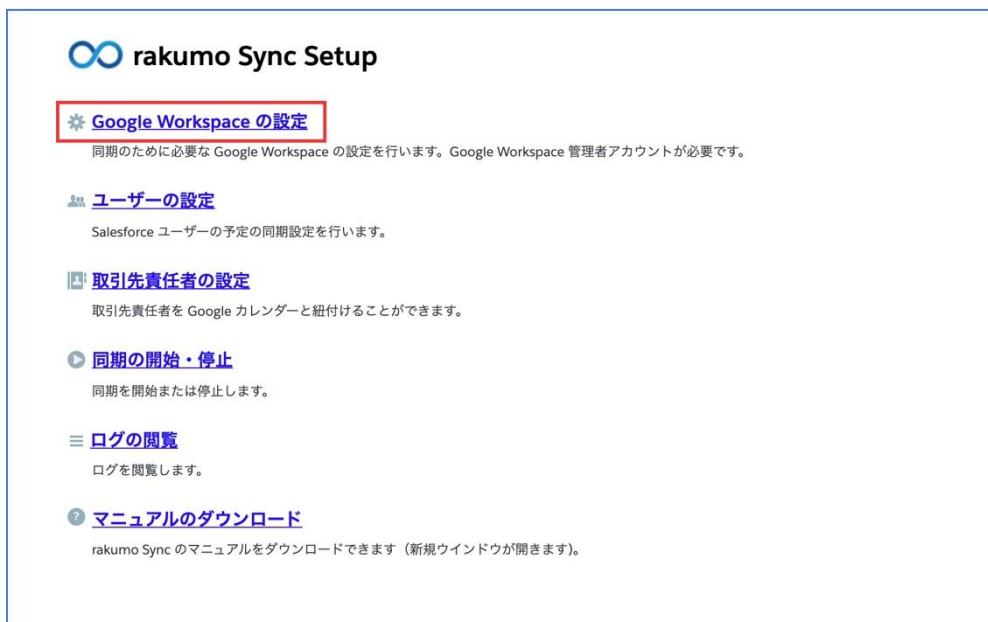 rakumo Sync Setup
Google Workspace の設定
同期のために必要な Google Workspace の設定を行います。Google Workspace 管理者アカウントが必要です。
ユーザーの設定
Salesforce ユーザーの予定の同期設定を行います。
取引先責任者の設定
取引先責任者を Google カレンダーと紐付けることができます。
同期の開始・停止
同期を開始または停止します。
ログの閲覧
ログを閲覧します。
マニュアルのダウンロード
rakumo Sync のマニュアルをダウンロードできます（新規ウインドウが開きます)。